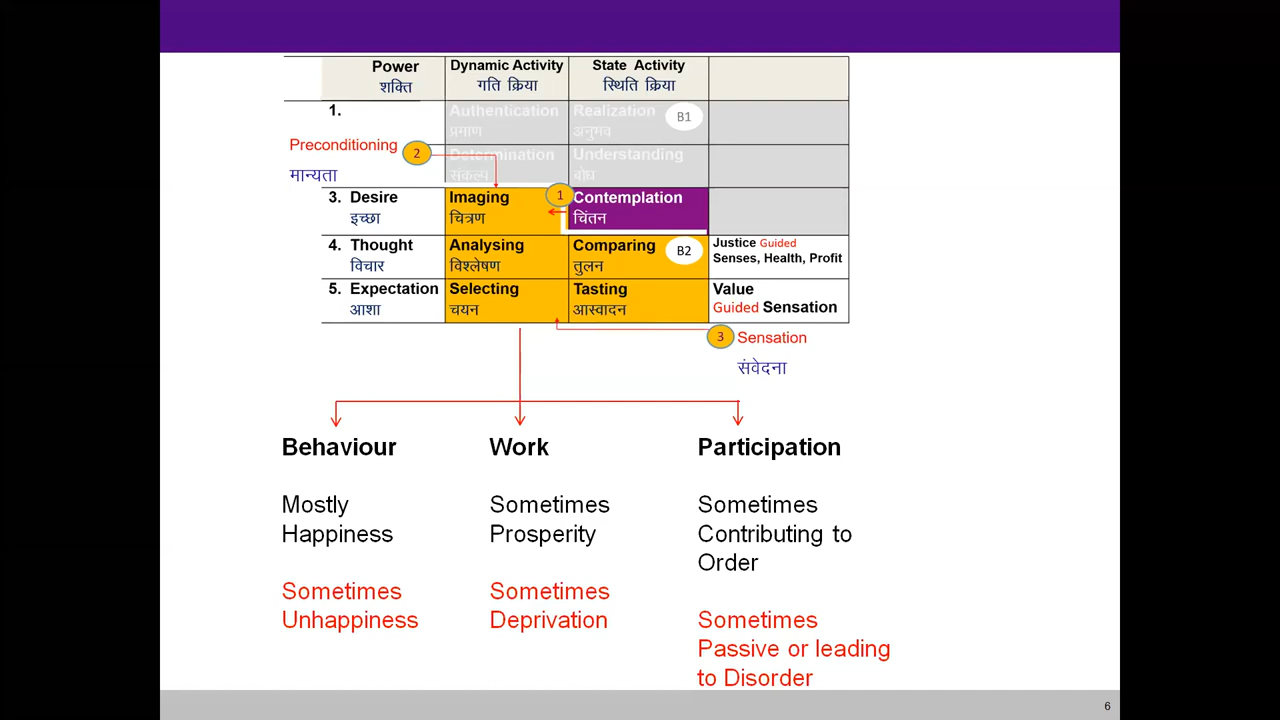 Power
शक्ति
Dynamic Activity
गति क्रिया
State Activity
स्थिति क्रिया
1.
Authentication
प्रमाण
Realization
अनुभव
B1
Preconditioning
मान्यता
2
Determination
संकल्प
Understanding
बोध
3. Desire
इच्छा
Imaging
चित्रण
1
Contemplation
चिंतन
4. Thought
विचार
Analysing
विश्लेषण
Comparing
तुलन
B2
Justice Guided
Senses, Health, Profit
5. Expectation
आशा
Selecting
चयन
Tasting
आस्वादन
Value
Guided Sensation
3 Sensation
संवेदना
Behaviour
Mostly
Happiness
Sometimes
Unhappiness
Work
Sometimes
Prosperity
Sometimes
Deprivation
Participation
Sometimes
Contributing to
Order
Sometimes
Passive or leading
to Disorder
6